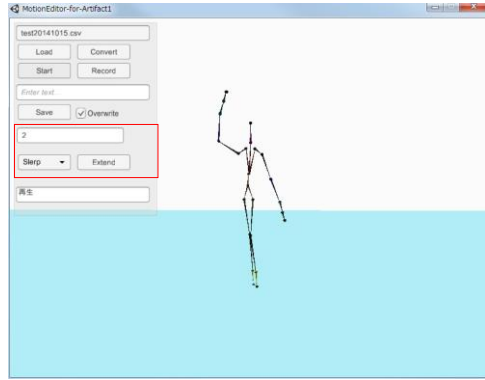 MotionEditor-for-Artifact1
test20141015.csv
Load Convert
Start Record
Enter text...
Save Overwrite
2
Slerp Extend
再生